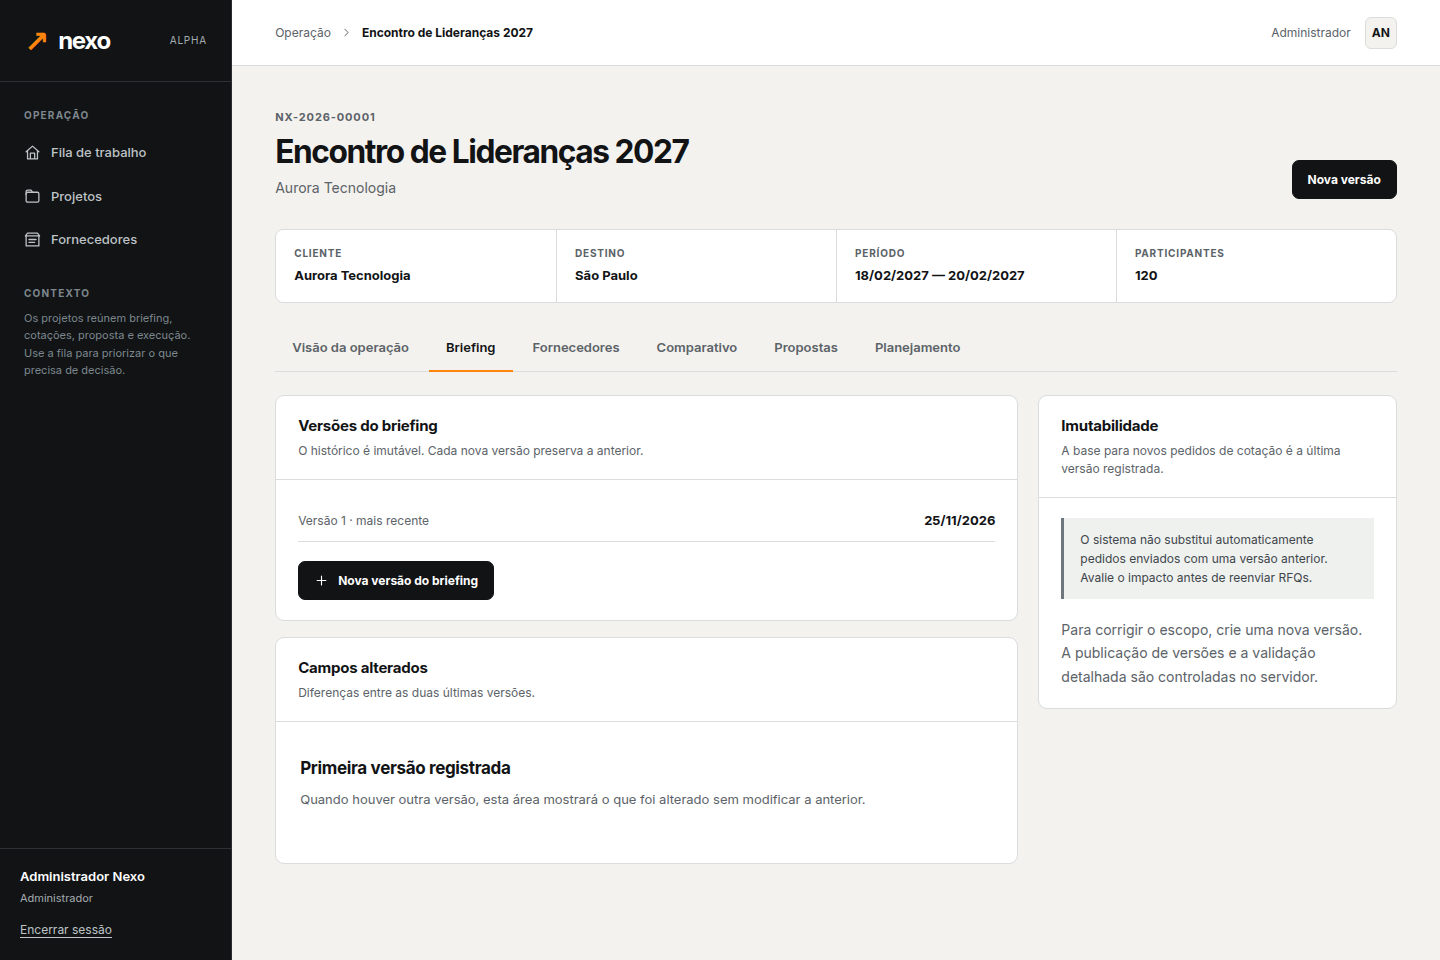 nexo
ALPHA
OPERAÇÃO
Fila de trabalho
Projetos
Fornecedores
CONTEXTO
Os projetos reúnem briefing,
cotações, proposta e execução.
Use a fila para priorizar o que
precisa de decisão.
Administrador Nexo
Administrador
Encerrar sessão
Operação
Encontro de Lideranças 2027
Administrador
AN
NX-2026-00001
Encontro de Lideranças 2027
Aurora Tecnologia
Nova versão
CLIENTE
Aurora Tecnologia
DESTINO
São Paulo
PERÍODO
18/02/2027 — 20/02/2027
PARTICIPANTES
120
Visão da operação
Briefing
Fornecedores
Comparativo
Propostas
Planejamento
Versões do briefing
O histórico é imutável. Cada nova versão preserva a anterior.
Versão 1 · mais recente
25/11/2026
Nova versão do briefing
Campos alterados
Diferenças entre as duas últimas versões.
Primeira versão registrada
Quando houver outra versão, esta área mostrará o que foi alterado sem modificar a anterior.
Imutabilidade
A base para novos pedidos de cotação é a última
versão registrada.
O sistema não substitui automaticamente
pedidos enviados com uma versão anterior.
Avalie o impacto antes de reenviar RFQs.
Para corrigir o escopo, crie uma nova versão.
A publicação de versões e a validação
detalhada são controladas no servidor.